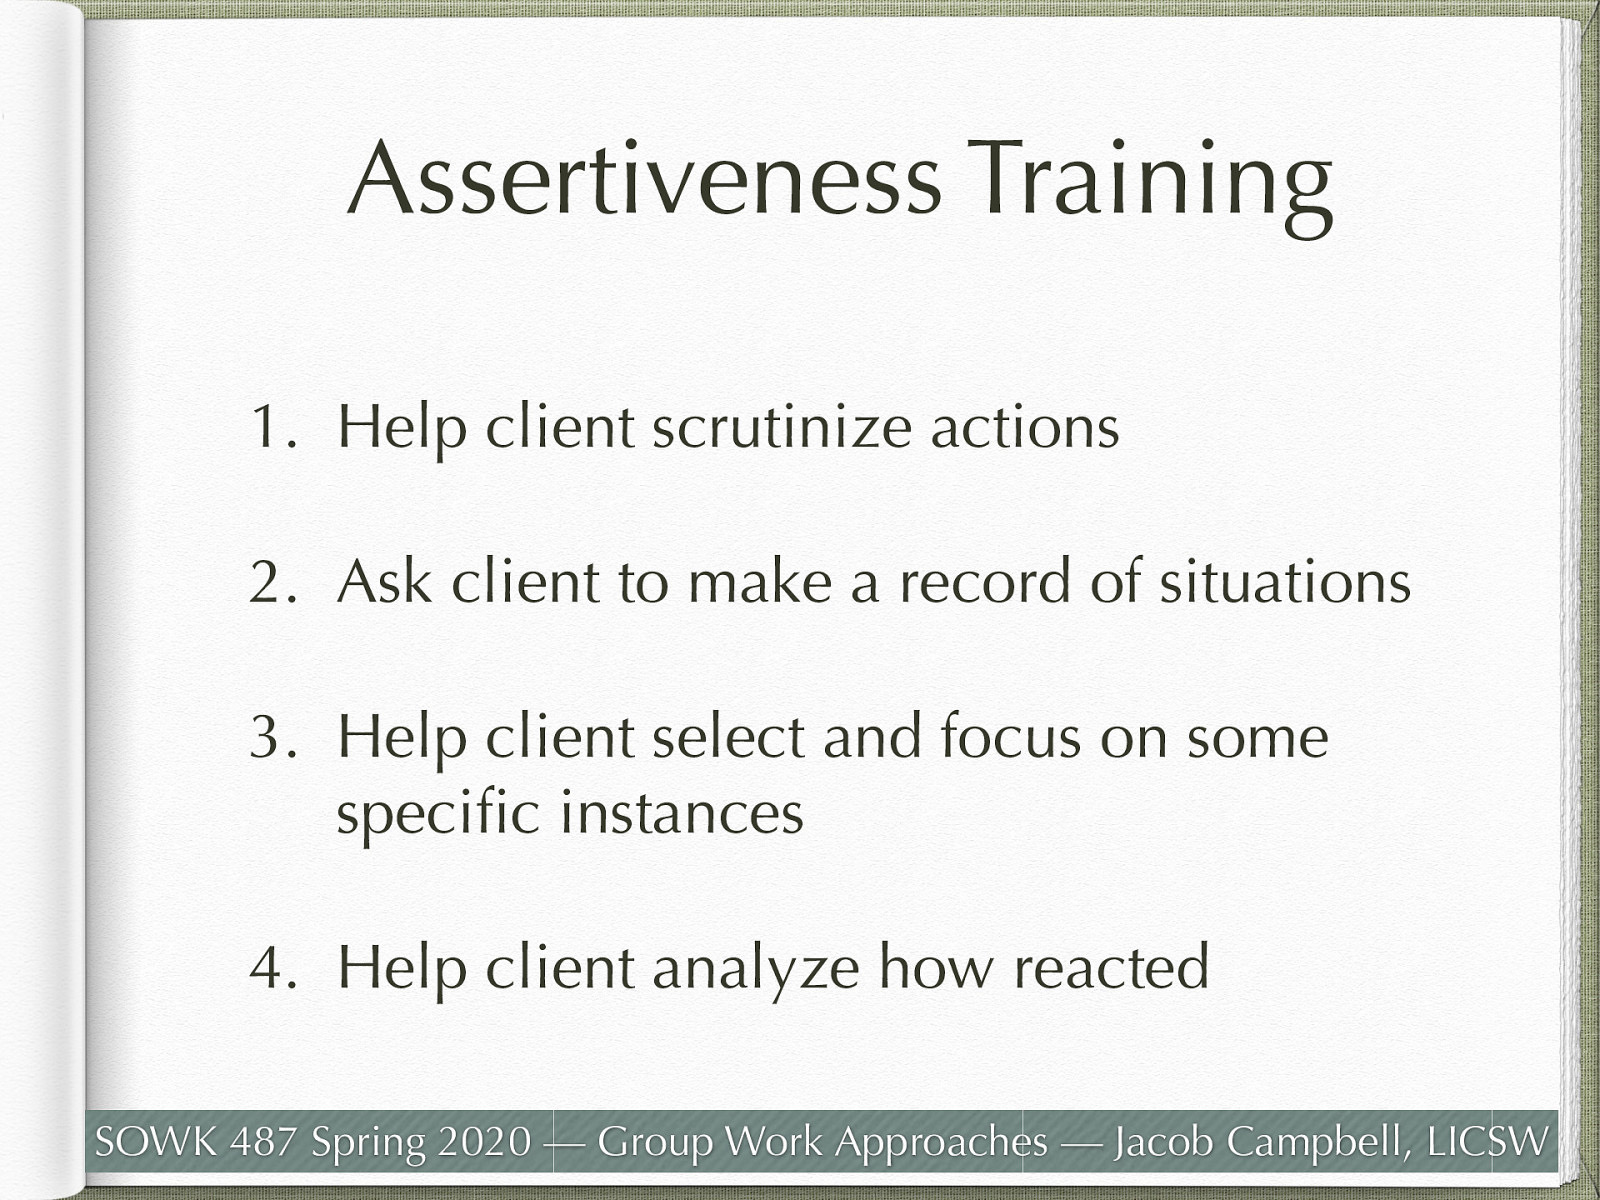 Assertiveness Training
1. Help client scrutinize actions
2. Ask client to make a record of situations
3. Help client select and focus on some
specific instances
4. Help client analyze how reacted
SOWK 487 Spring 2020 — Group Work Approaches — Jacob Campbell, LICSW